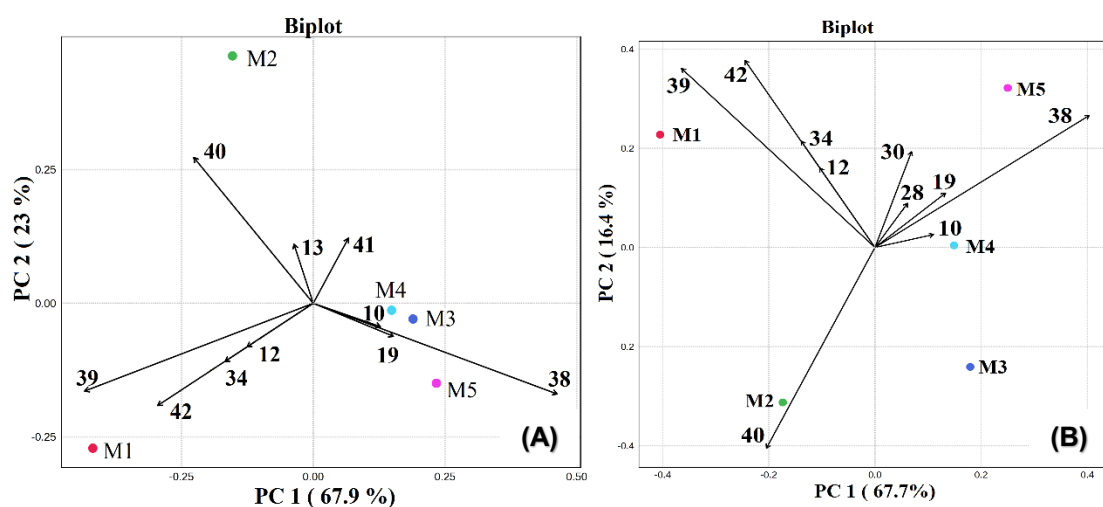 Biplot
M2
0.25
40
13
41
0.00
M4
10
M3
12
19
39
34
38
42
M5
-0.25
M1
(A)
-0.25
0.00
0.25
0.50
PC 1 ( 67.9 %)
PC 2 ( 23 %)
Biplot
0.4
42
39
M5
38
M1
34
0.2
30
12
19
28
10
0.0
M4
0.2
M3
M2
40
-0.4
(B)
-0.4
-0.2
0.0
0.2
0.4
PC 1 ( 67.7%)
PC 2 ( 16.4 %)